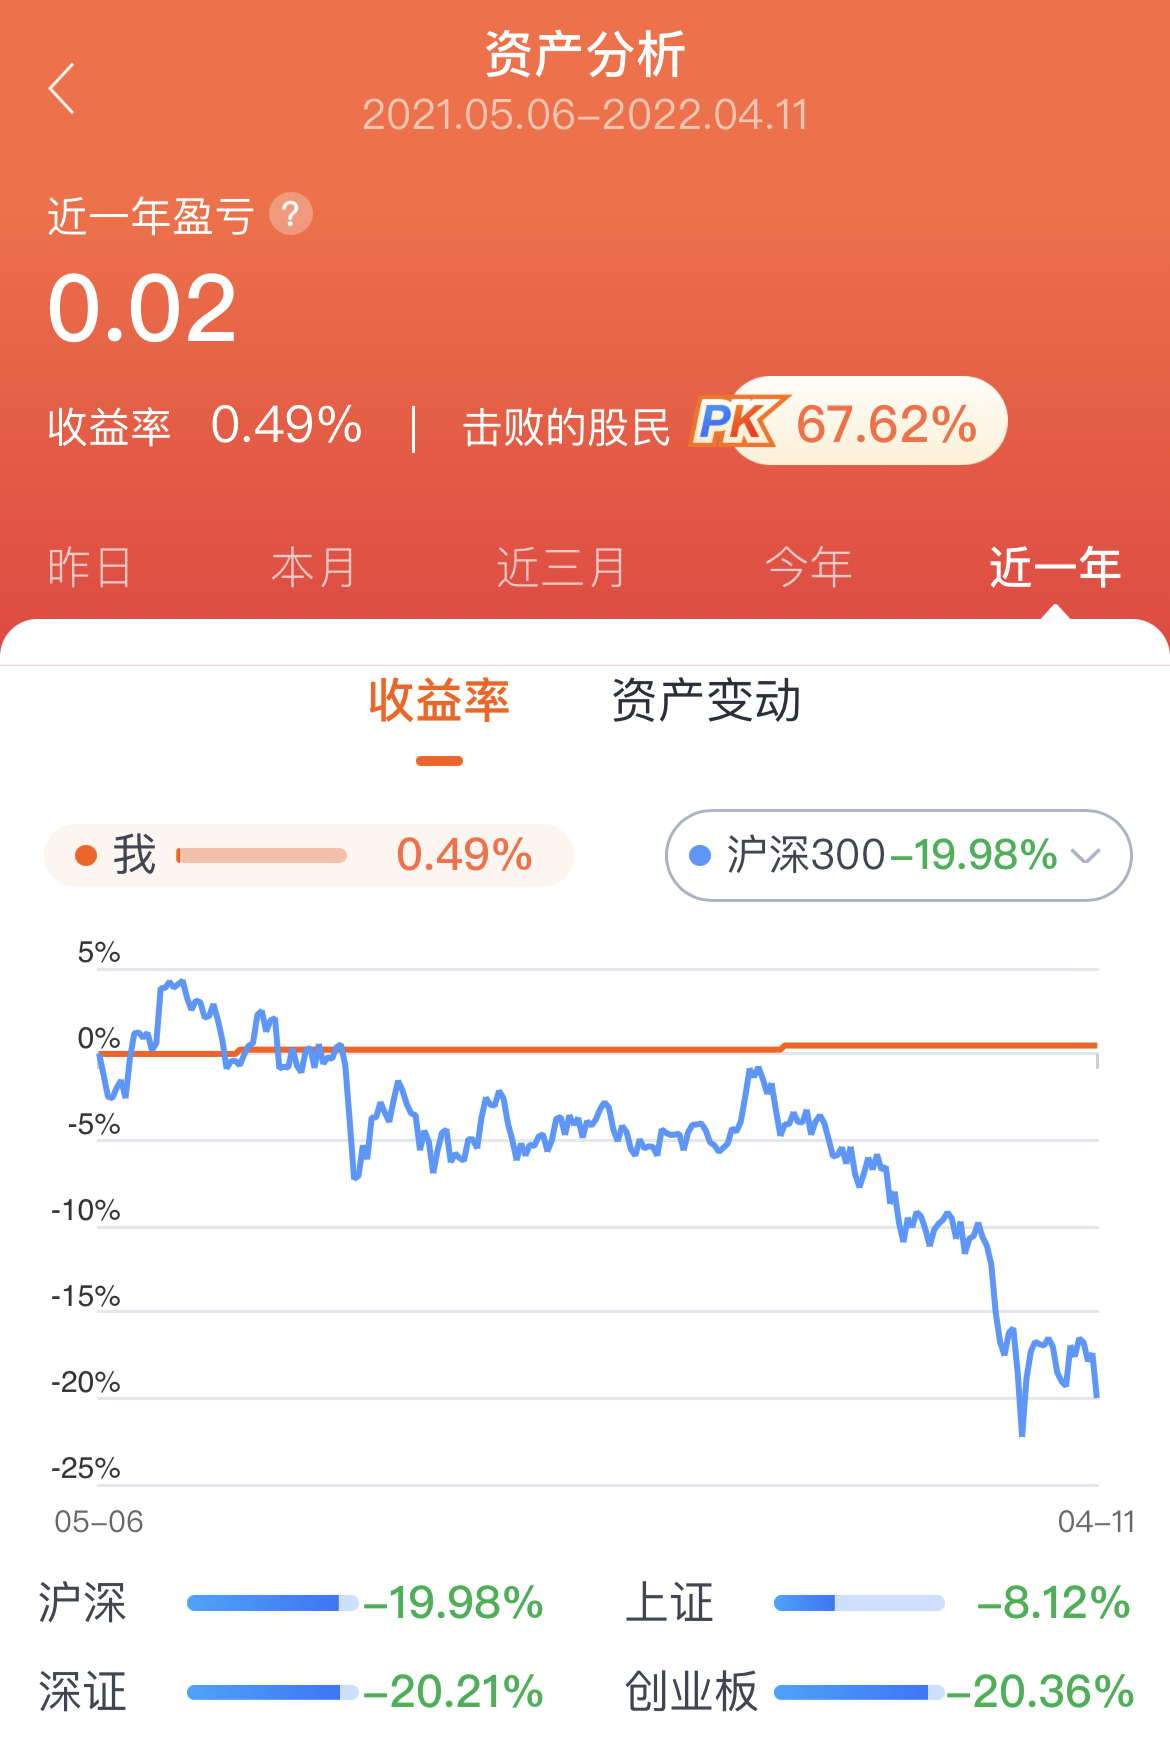 资产分析
2021.05.06-2022.04.11
近一年盈亏 ?
0.02
收益率 0.49% | 击败的股民 PK 67.62%
昨日 本月 近三月 今年 近一年
收益率 资产变动
我 0.49% 沪深300 -19.98%
5%
0%
-5%
-10%
-15%
-20%
-25%
05-06 04-11
沪深 -19.98% 上证 -8.12%
深证 -20.21% 创业板 -20.36%